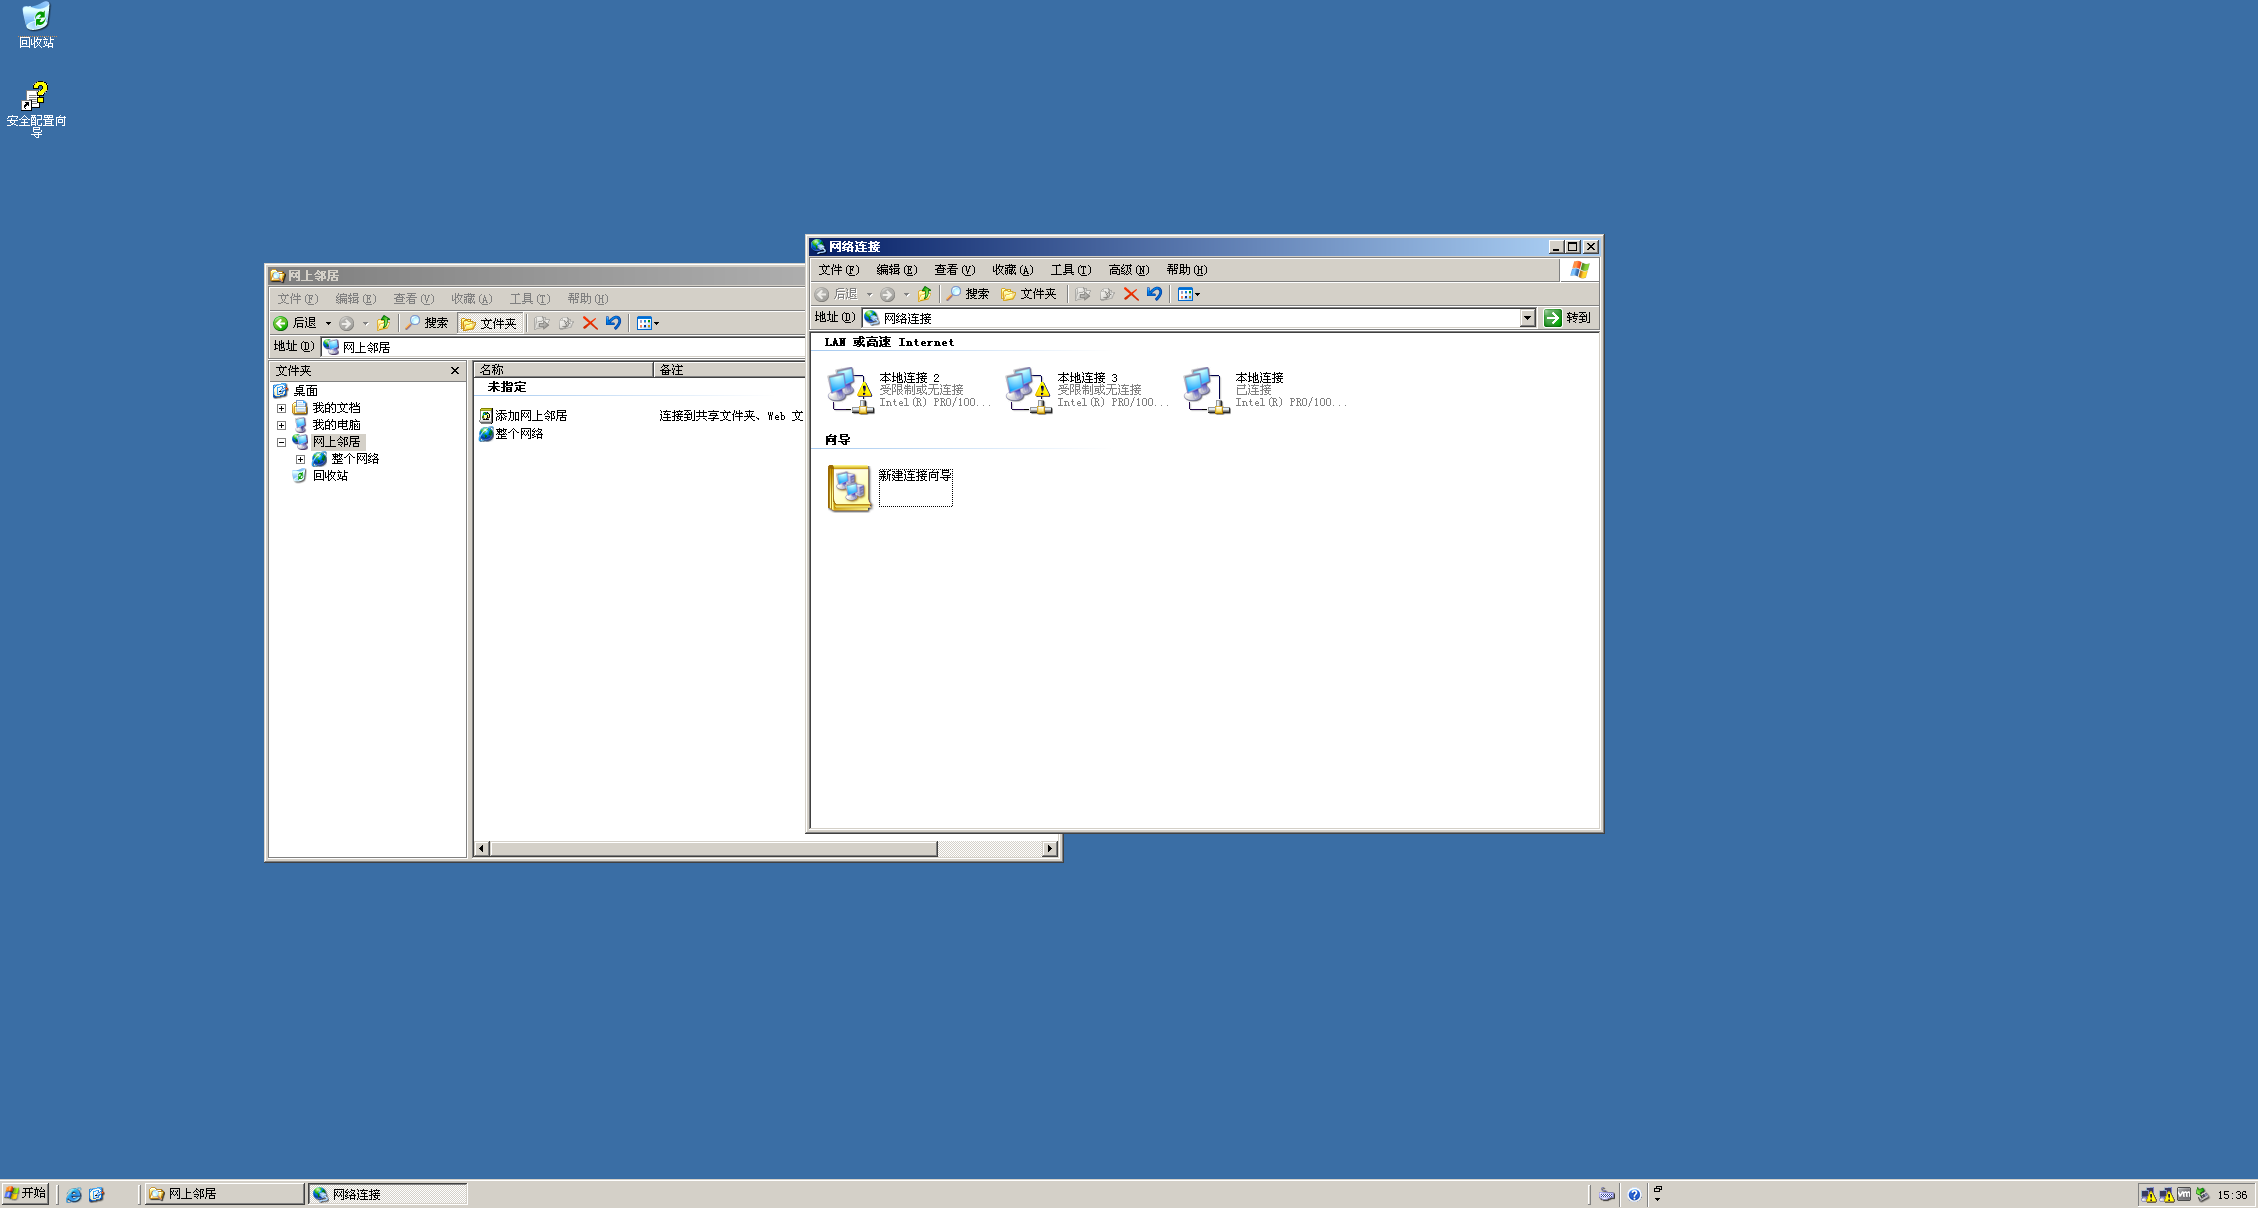 回收站
安全配置向
导
网上邻居
文件(F) 编辑(E) 查看(V) 收藏(A) 工具(T) 帮助(H)
后退 搜索 文件夹
地址(D) 网上邻居
文件夹
桌面
我的文档
我的电脑
网上邻居
整个网络
回收站
名称 备注
未指定
添加网上邻居 连接到共享文件夹、Web 文
整个网络
网络连接
文件(F) 编辑(E) 查看(V) 收藏(A) 工具(T) 高级(N) 帮助(H)
后退 搜索 文件夹
地址(D) 网络连接 转到
LAN 或高速 Internet
本地连接 2
受限制或无连接
Intel(R) PRO/100...
本地连接 3
受限制或无连接
Intel(R) PRO/100...
本地连接
已连接
Intel(R) PRO/100...
向导
新建连接向导
开始 网上邻居 网络连接 15:36